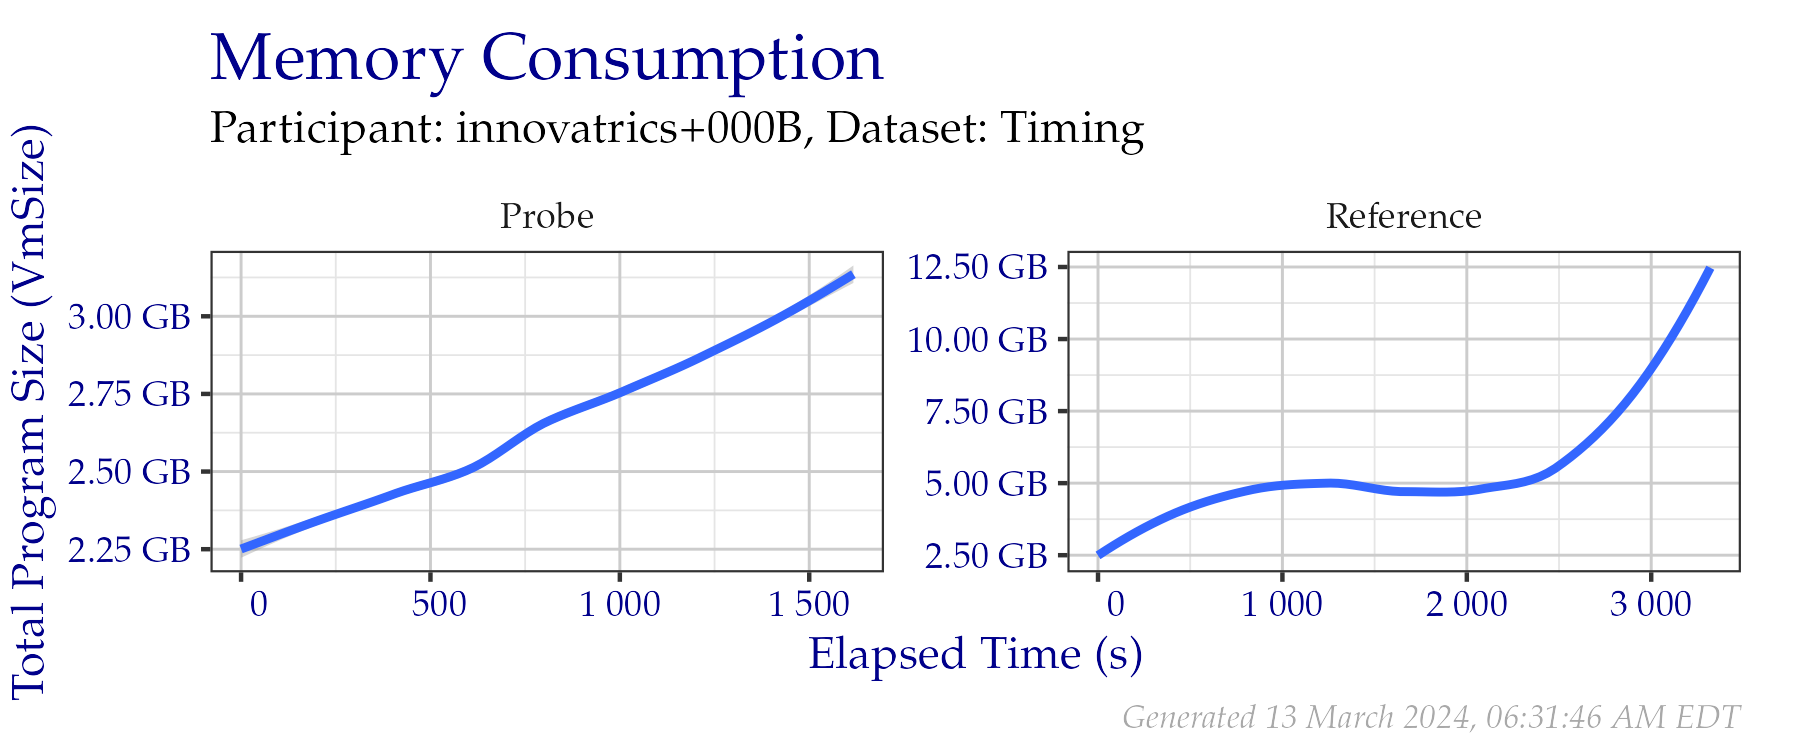 Memory Consumption
Participant: innovatrics+000B, Dataset: Timing
Total Program Size (VmSize)
Probe
3.00 GB
2.75 GB
2.50 GB
2.25 GB
0 500 1 000 1 500
Reference
12.50 GB
10.00 GB
7.50 GB
5.00 GB
2.50 GB
0 1 000 2 000 3 000
Elapsed Time (s)
Generated 13 March 2024, 06:31:46 AM EDT